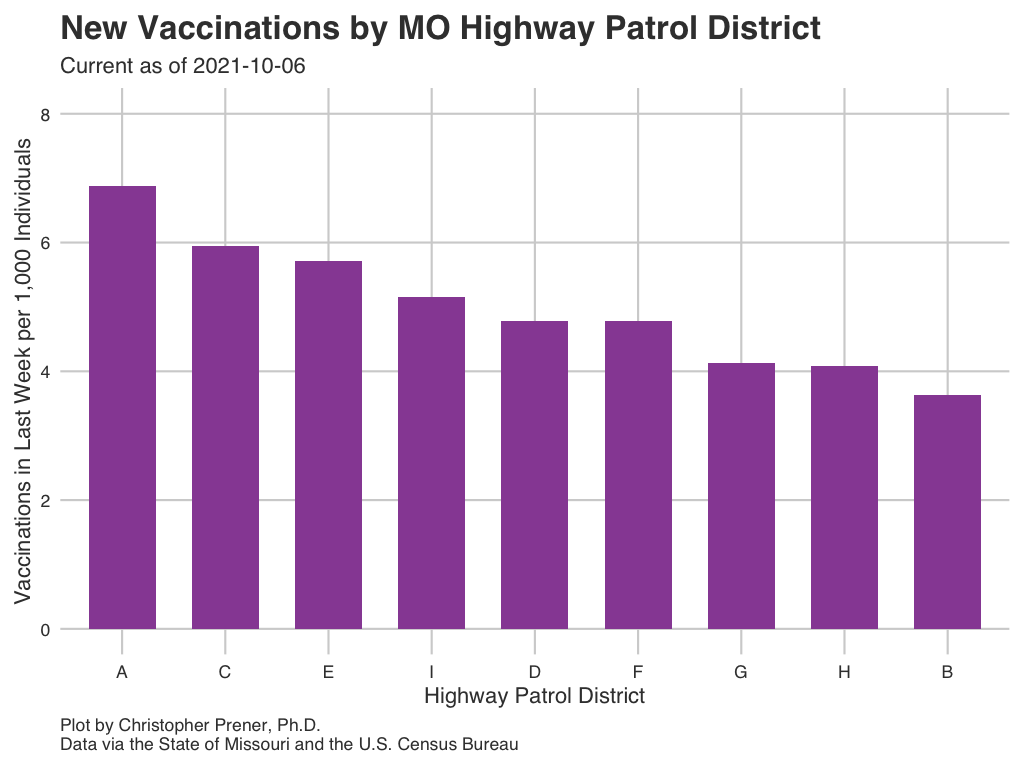 New Vaccinations by MO Highway Patrol District
Current as of 2021-10-06
Vaccinations in Last Week per 1,000 Individuals
8
6
4
2
0
A C E I D F G H B
Highway Patrol District
Plot by Christopher Prener, Ph.D.
Data via the State of Missouri and the U.S. Census Bureau